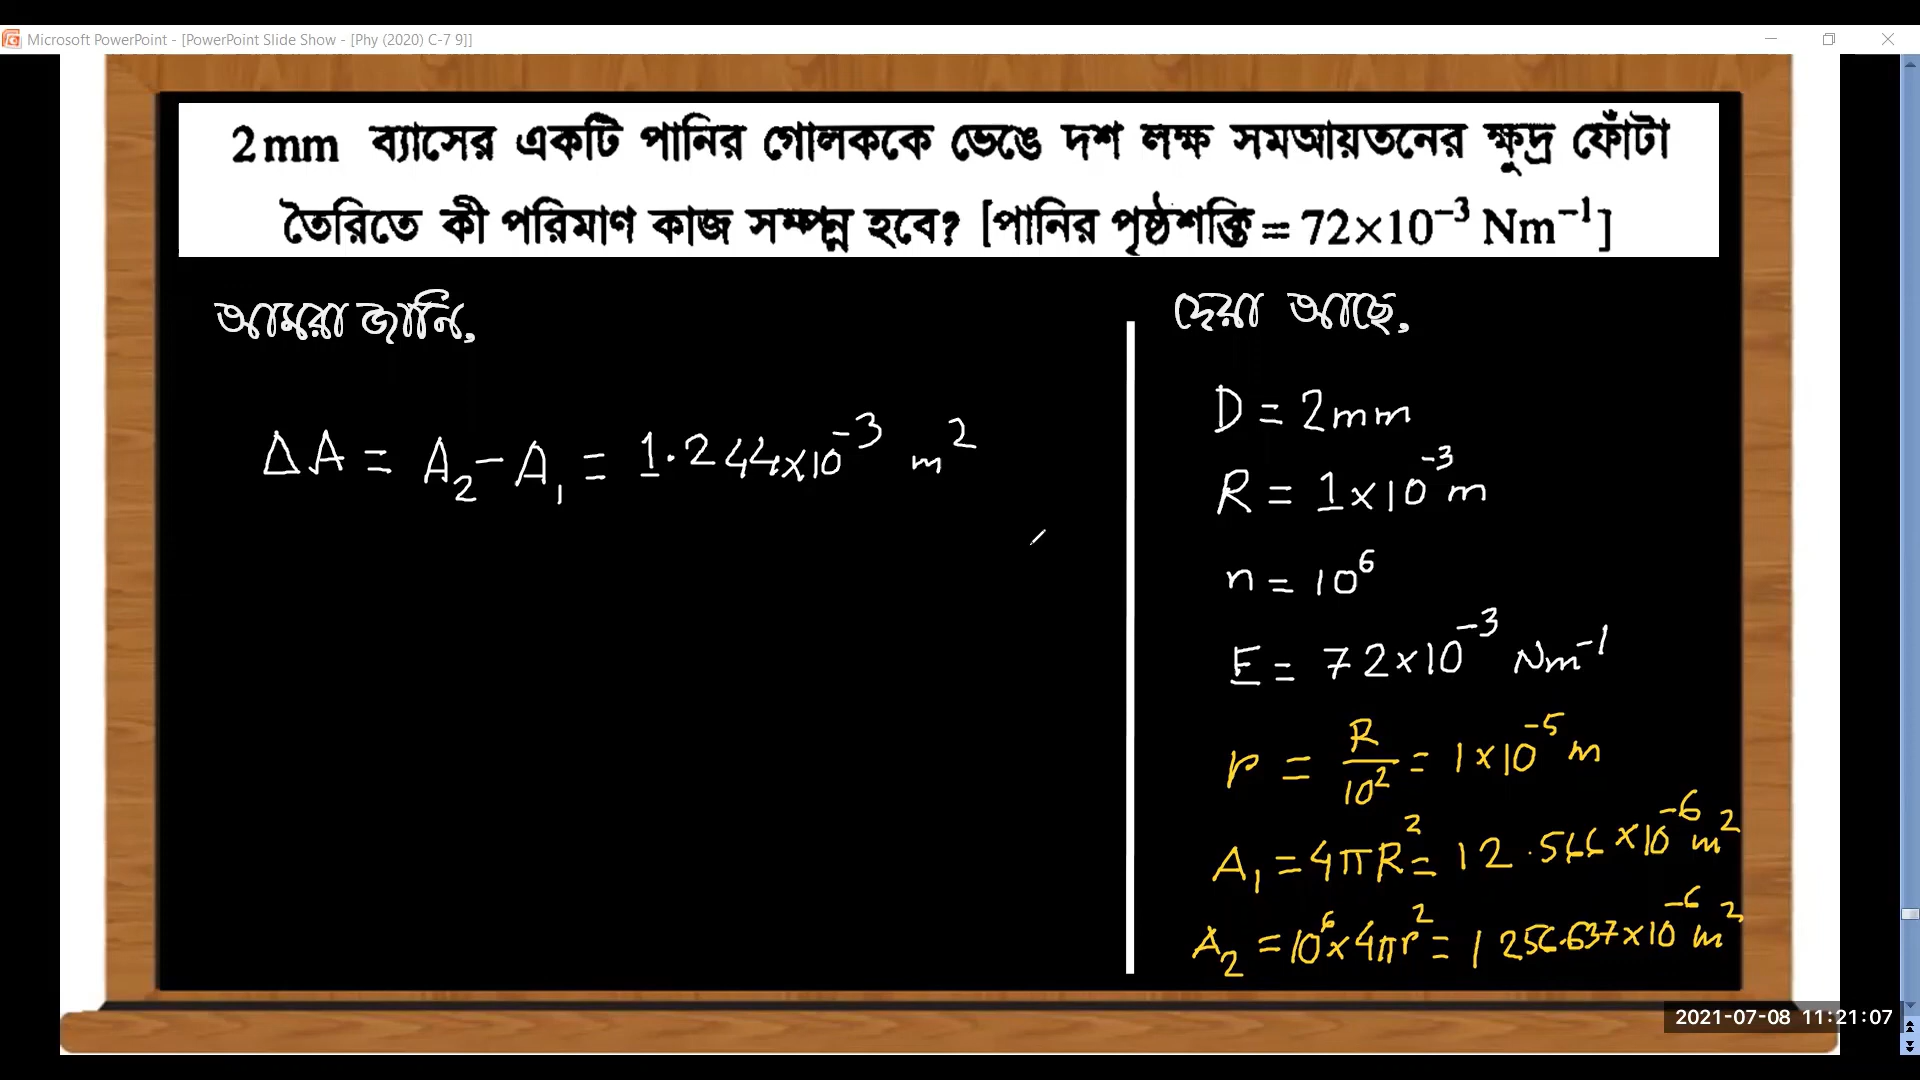 Microsoft PowerPoint - [PowerPoint Slide Show - [Phy (2020) C-7 9]]
2mm ব্যাসের একটি পানির গোলককে ভেঙে দশ লক্ষ সমআয়তনের ক্ষুদ্র ফোঁটা
তৈরিতে কী পরিমাণ কাজ সম্পন্ন হবে? [পানির পৃষ্ঠশক্তি = 72×10⁻³ Nm⁻¹]
আমরা জানি,
ΔA = A₂ - A₁ = 1.244×10⁻³ m²
দেয়া আছে,
D = 2mm
R = 1×10⁻³ m
n = 10⁶
E = 72×10⁻³ Nm⁻¹
r = R/10² = 1×10⁻⁵ m
A₁ = 4πR² = 12.566×10⁻⁶ m²
A₂ = 10⁶×4πr² = 1256.637×10⁻⁶ m²
2021-07-08 11:21:07